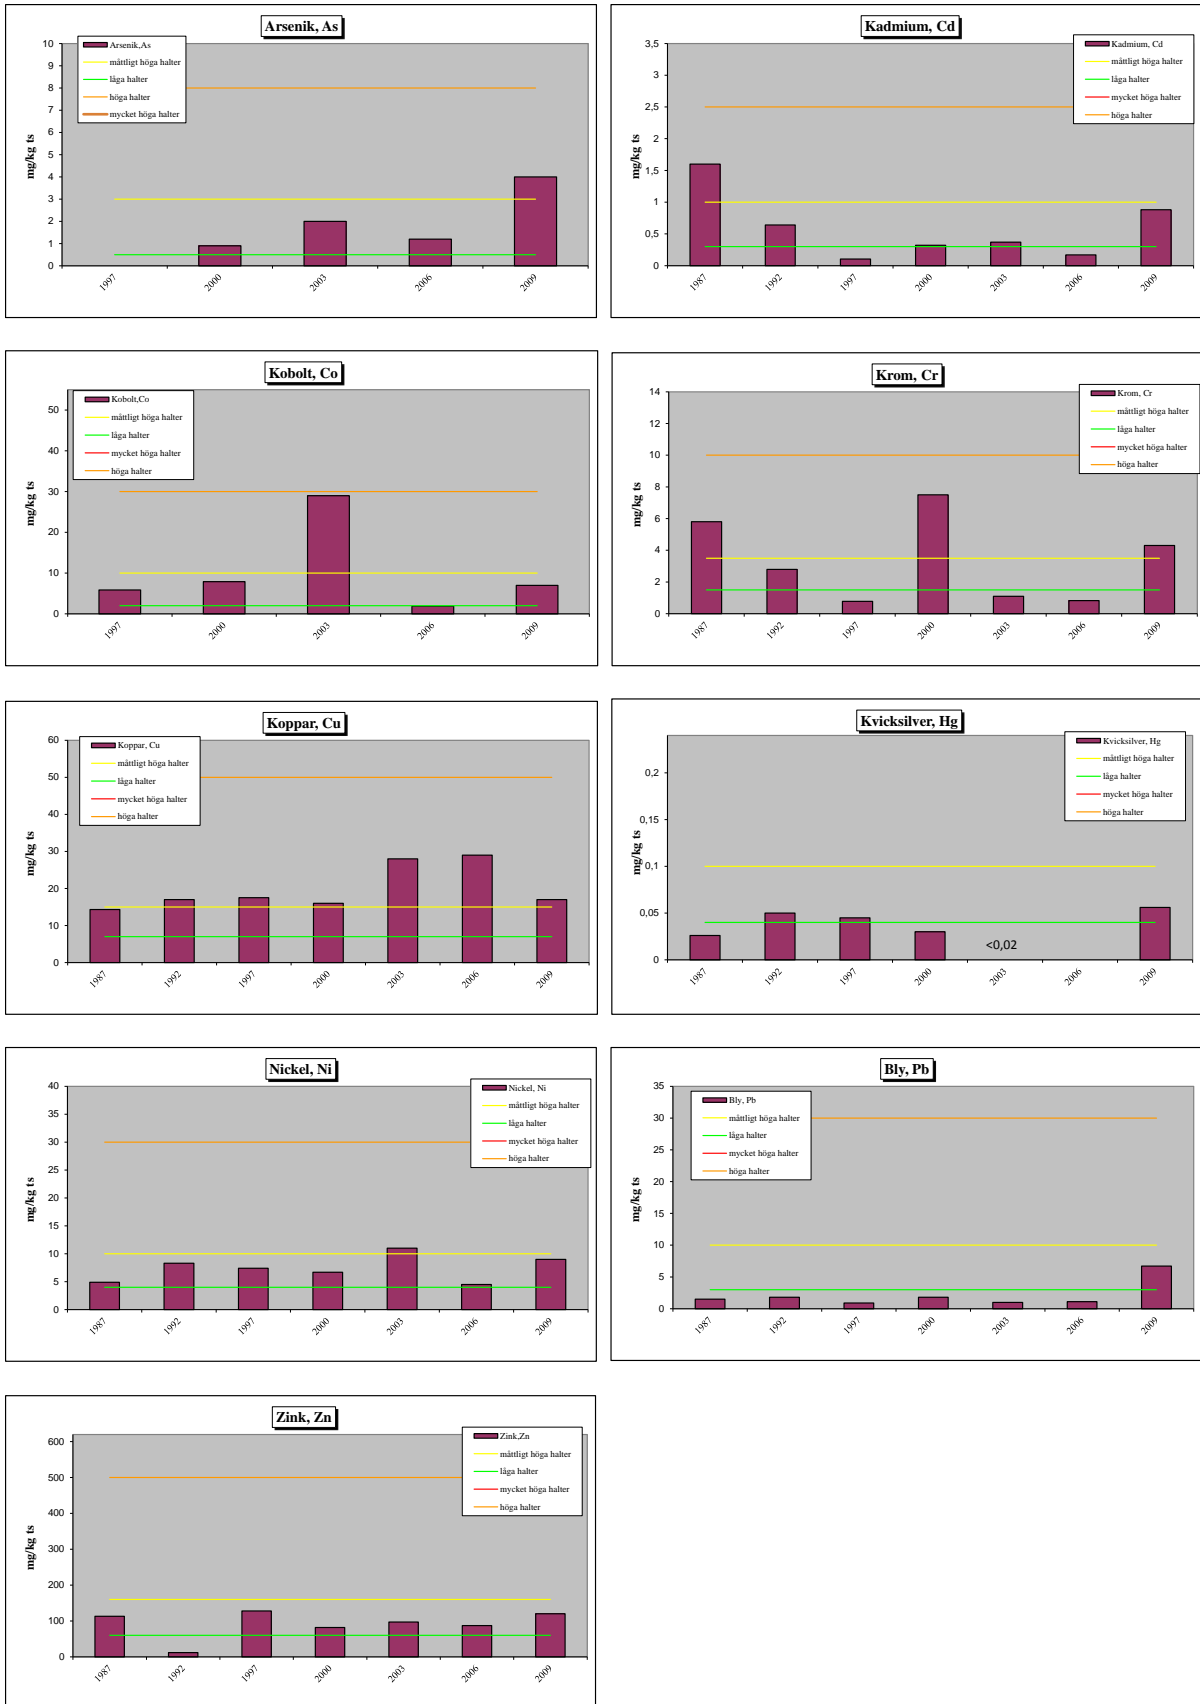 Arsenik, As
mg/kg ts
10
9
8
7
6
5
4
3
2
1
0
Arsenik,As
måttligt höga halter
låga halter
höga halter
mycket höga halter
1997
2000
2003
2006
2009
Kadmium, Cd
mg/kg ts
3,5
3
2,5
2
1,5
1
0,5
0
Kadmium, Cd
måttligt höga halter
låga halter
mycket höga halter
höga halter
1987
1992
1997
2000
2003
2006
2009
Kobolt, Co
mg/kg ts
50
40
30
20
10
0
Kobolt,Co
måttligt höga halter
låga halter
mycket höga halter
höga halter
1997
2000
2003
2006
2009
Krom, Cr
mg/kg ts
14
12
10
8
6
4
2
0
Krom, Cr
måttligt höga halter
låga halter
mycket höga halter
höga halter
1987
1992
1997
2000
2003
2006
2009
Koppar, Cu
mg/kg ts
60
50
40
30
20
10
0
Koppar, Cu
måttligt höga halter
låga halter
mycket höga halter
höga halter
1987
1992
1997
2000
2003
2006
2009
Kvicksilver, Hg
mg/kg ts
0,2
0,15
0,1
0,05
0
Kvicksilver, Hg
måttligt höga halter
låga halter
mycket höga halter
höga halter
<0,02
1987
1992
1997
2000
2003
2006
2009
Nickel, Ni
mg/kg ts
40
35
30
25
20
15
10
5
0
Nickel, Ni
måttligt höga halter
låga halter
mycket höga halter
höga halter
1987
1992
1997
2000
2003
2006
2009
Bly, Pb
mg/kg ts
35
30
25
20
15
10
5
0
Bly, Pb
måttligt höga halter
låga halter
mycket höga halter
höga halter
1987
1992
1997
2000
2003
2006
2009
Zink, Zn
mg/kg ts
600
500
400
300
200
100
0
Zink,Zn
måttligt höga halter
låga halter
mycket höga halter
höga halter
1987
1992
1997
2000
2003
2006
2009